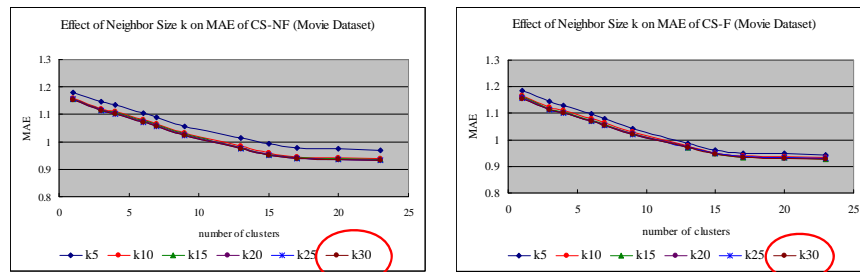 Effect of Neighbor Size k on MAE of CS-NF (Movie Dataset)
1.3
1.2
1.1
1
0.9
0.8
MAE
0 5 10 15 20 25
number of clusters
k5 k10 k15 k20 k25 k30
Effect of Neighbor Size k on MAE of CS-F (Movie Dataset)
1.3
1.2
1.1
1
0.9
0.8
MAE
0 5 10 15 20 25
number of clusters
k5 k10 k15 k20 k25 k30